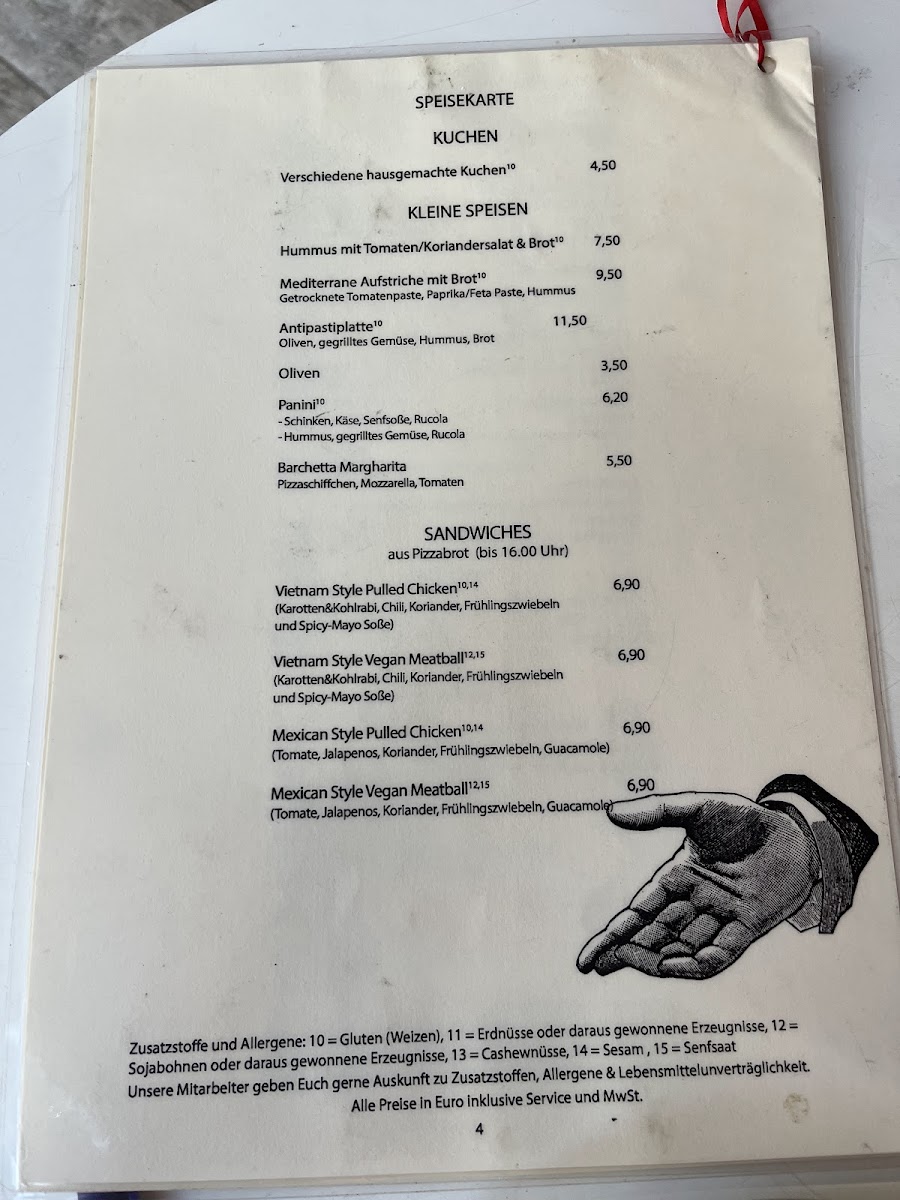 SPEISEKARTE
KUCHEN
Verschiedene hausgemachte Kuchen¹⁰ 4,50
KLEINE SPEISEN
Hummus mit Tomaten/Koriandersalat & Brot¹⁰ 7,50
Mediterrane Aufstriche mit Brot¹⁰ 9,50
Getrocknete Tomatenpaste, Paprika/Feta Paste, Hummus
Antipastiplatte¹⁰ 11,50
Oliven, gegrilltes Gemüse, Hummus, Brot
Oliven 3,50
Panini¹⁰ 6,20
- Schinken, Käse, Senfsoße, Rucola
- Hummus, gegrilltes Gemüse, Rucola
Barchetta Margharita 5,50
Pizzaschiffchen, Mozzarella, Tomaten
SANDWICHES
aus Pizzabrot (bis 16.00 Uhr)
Vietnam Style Pulled Chicken¹⁰,¹⁴ 6,90
(Karotten&Kohlrabi, Chili, Koriander, Frühlingszwiebeln
und Spicy-Mayo Soße)
Vietnam Style Vegan Meatball¹²,¹⁵ 6,90
(Karotten&Kohlrabi, Chili, Koriander, Frühlingszwiebeln
und Spicy-Mayo Soße)
Mexican Style Pulled Chicken¹⁰,¹⁴ 6,90
(Tomate, Jalapenos, Koriander, Frühlingszwiebeln, Guacamole)
Mexican Style Vegan Meatball¹²,¹⁵ 6,90
(Tomate, Jalapenos, Koriander, Frühlingszwiebeln, Guacamole)
Zusatzstoffe und Allergene: 10 = Gluten (Weizen), 11 = Erdnüsse oder daraus gewonnene Erzeugnisse, 12 =
Sojabohnen oder daraus gewonnene Erzeugnisse, 13 = Cashewnüsse, 14 = Sesam , 15 = Senfsaat
Unsere Mitarbeiter geben Euch gerne Auskunft zu Zusatzstoffen, Allergene & Lebensmittelunverträglichkeit.
Alle Preise in Euro inklusive Service und MwSt.
4